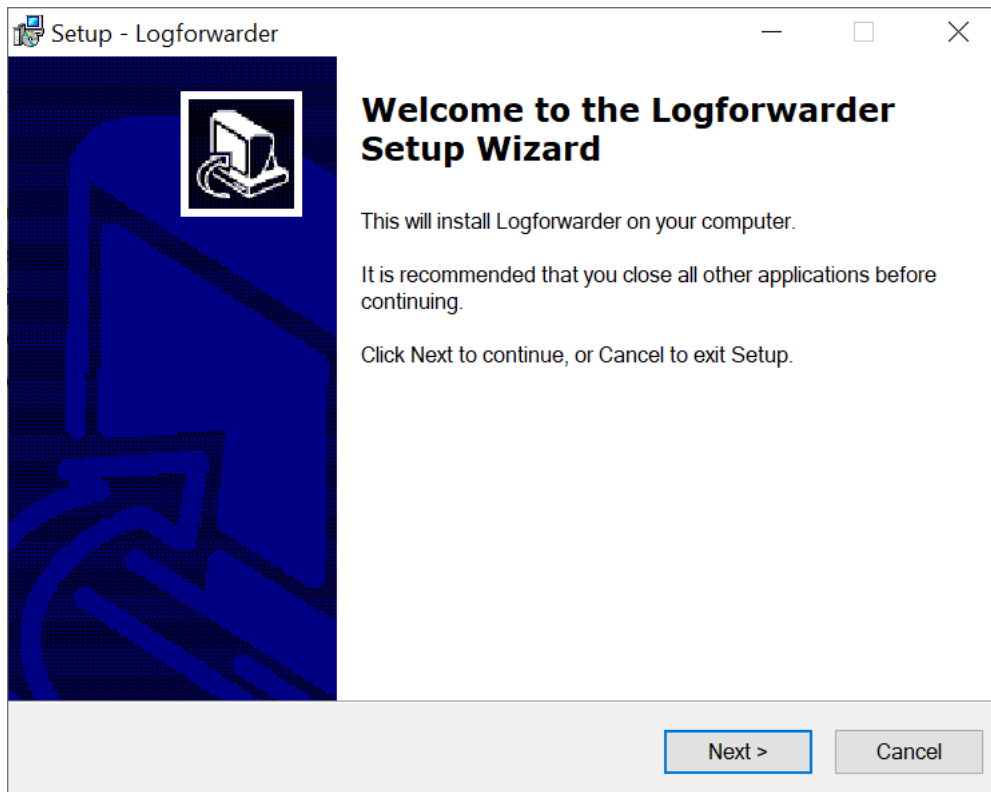 Setup - Logforwarder
Welcome to the Logforwarder
Setup Wizard
This will install Logforwarder on your computer.
It is recommended that you close all other applications before
continuing.
Click Next to continue, or Cancel to exit Setup.
Next >
Cancel